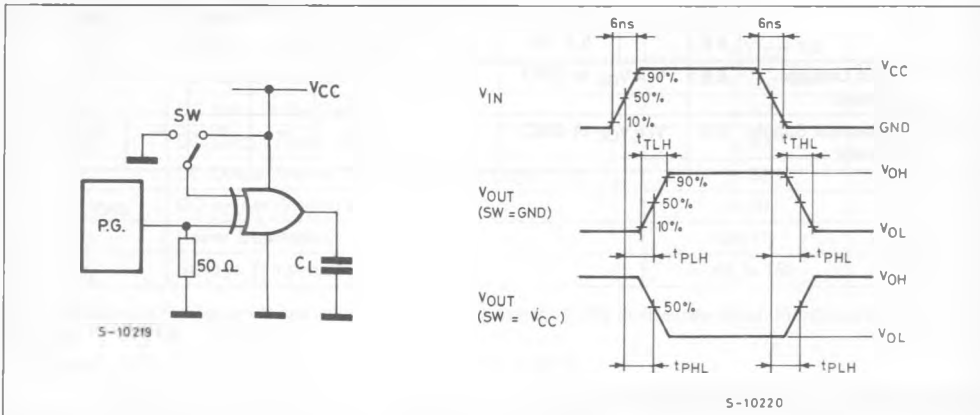 VCC
SW
P.G.
50 Ω
CL
S-10219
6ns
6ns
VIN
90%
50%
10%
VCC
GND
tTLH
tTHL
VOUT
(SW = GND)
90%
50%
10%
VOH
VOL
tPLH
tPHL
VOUT
(SW = VCC)
50%
VOH
VOL
tPHL
tPLH
S-10220